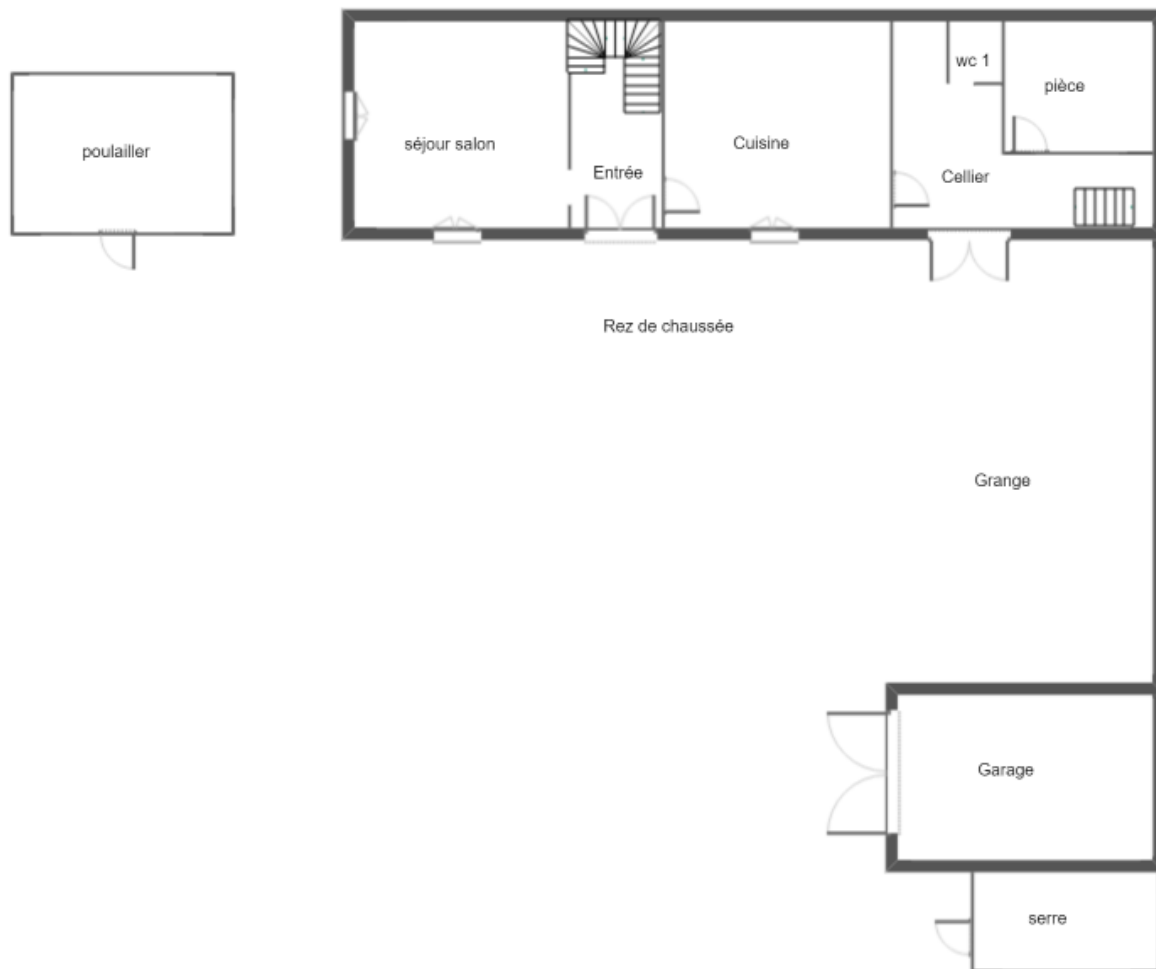 wc 1
pièce
séjour salon
Cuisine
poulailler
Entrée
Cellier
Rez de chaussée
Grange
Garage
serre